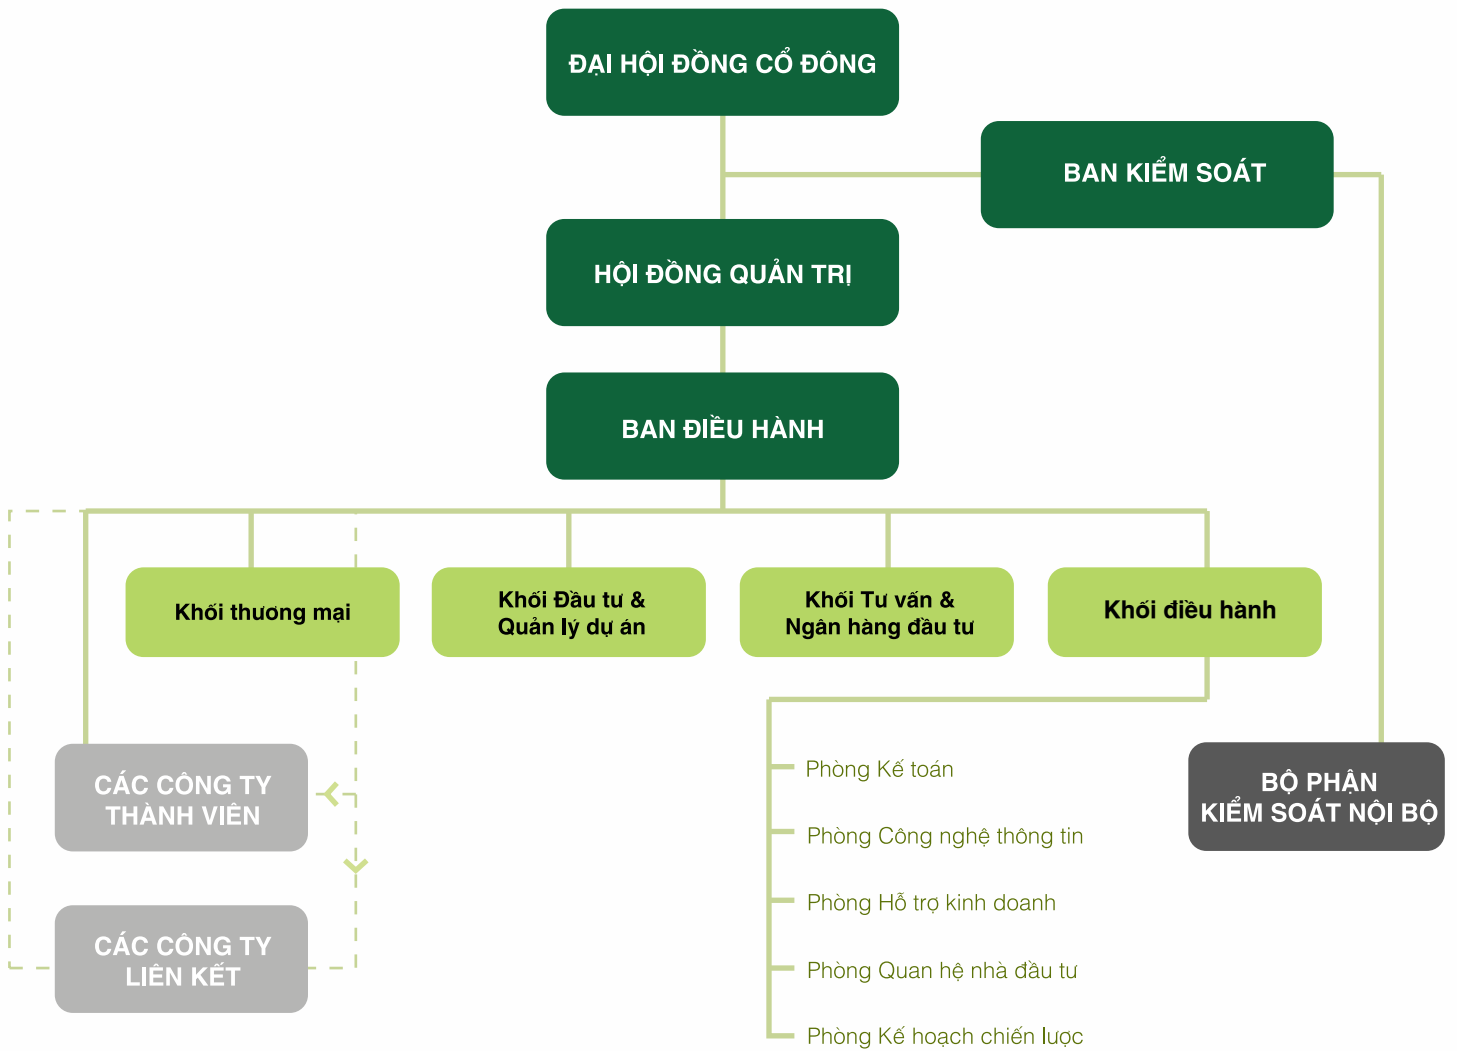 ĐẠI HỘI ĐỒNG CỔ ĐÔNG
BAN KIỂM SOÁT
HỘI ĐỒNG QUẢN TRỊ
BAN ĐIỀU HÀNH
Khối thương mại
Khối Đầu tư &
Quản lý dự án
Khối Tư vấn &
Ngân hàng đầu tư
Khối điều hành
CÁC CÔNG TY
THÀNH VIÊN
CÁC CÔNG TY
LIÊN KẾT
Phòng Kế toán
Phòng Công nghệ thông tin
Phòng Hỗ trợ kinh doanh
Phòng Quan hệ nhà đầu tư
Phòng Kế hoạch chiến lược
BỘ PHẬN
KIỂM SOÁT NỘI BỘ